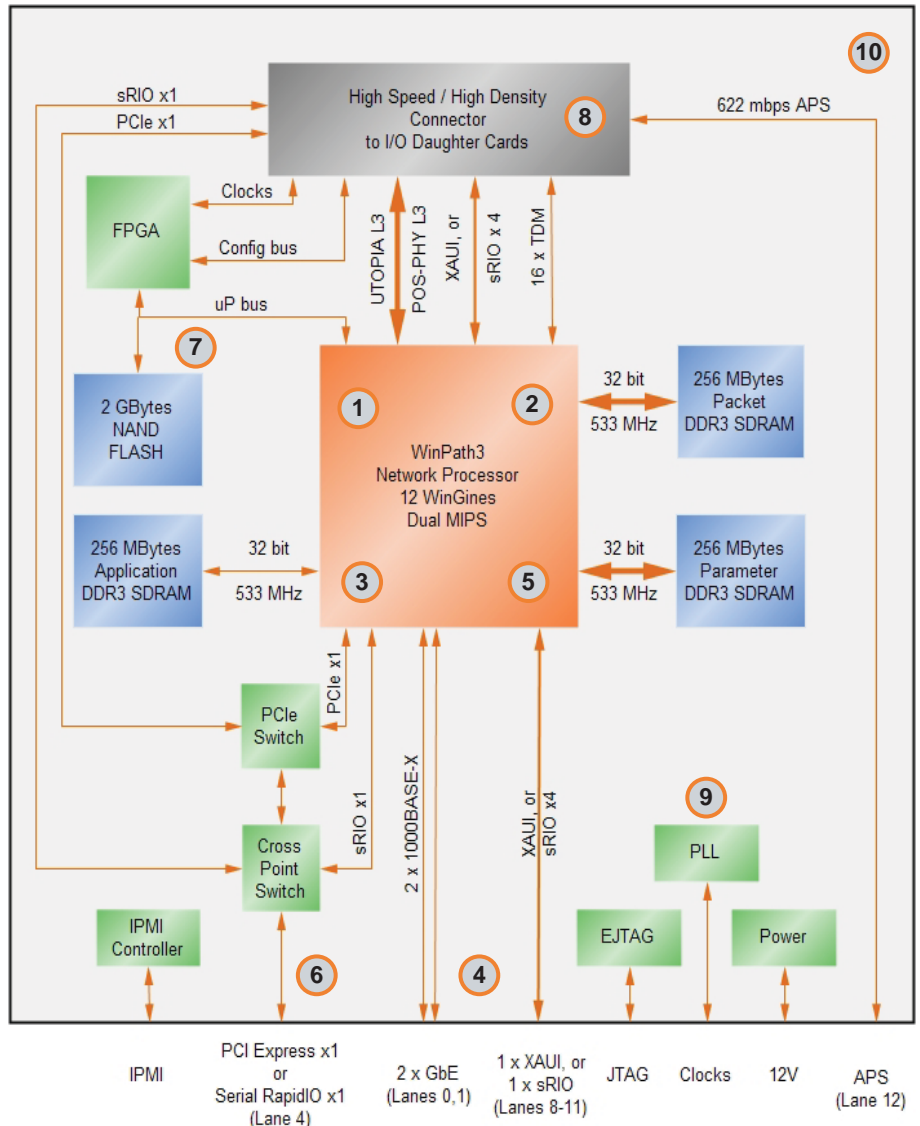 10
sRIO x1
PCIe x1
High Speed / High Density
Connector
to I/O Daughter Cards
8
622 mbps APS
Clocks
FPGA
Config bus
uP bus
UTOPIA L3
POS-PHY L3
XAUI, or
sRIO x 4
16 x TDM
7
2 GBytes
NAND
FLASH
1
2
WinPath3
Network Processor
12 WinGines
Dual MIPS
3
5
32 bit
533 MHz
256 MBytes
Packet
DDR3 SDRAM
256 MBytes
Application
DDR3 SDRAM
32 bit
533 MHz
32 bit
533 MHz
256 MBytes
Parameter
DDR3 SDRAM
PCIe x1
PCIe
Switch
sRIO x1
2 x 1000BASE-X
XAUI, or
sRIO x4
9
PLL
Cross
Point
Switch
IPMI
Controller
EJTAG
Power
6
4
IPMI
PCI Express x1
or
Serial RapidIO x1
(Lane 4)
2 x GbE
(Lanes 0,1)
1 x XAUI, or
1 x sRIO
(Lanes 8-11)
JTAG
Clocks
12V
APS
(Lane 12)